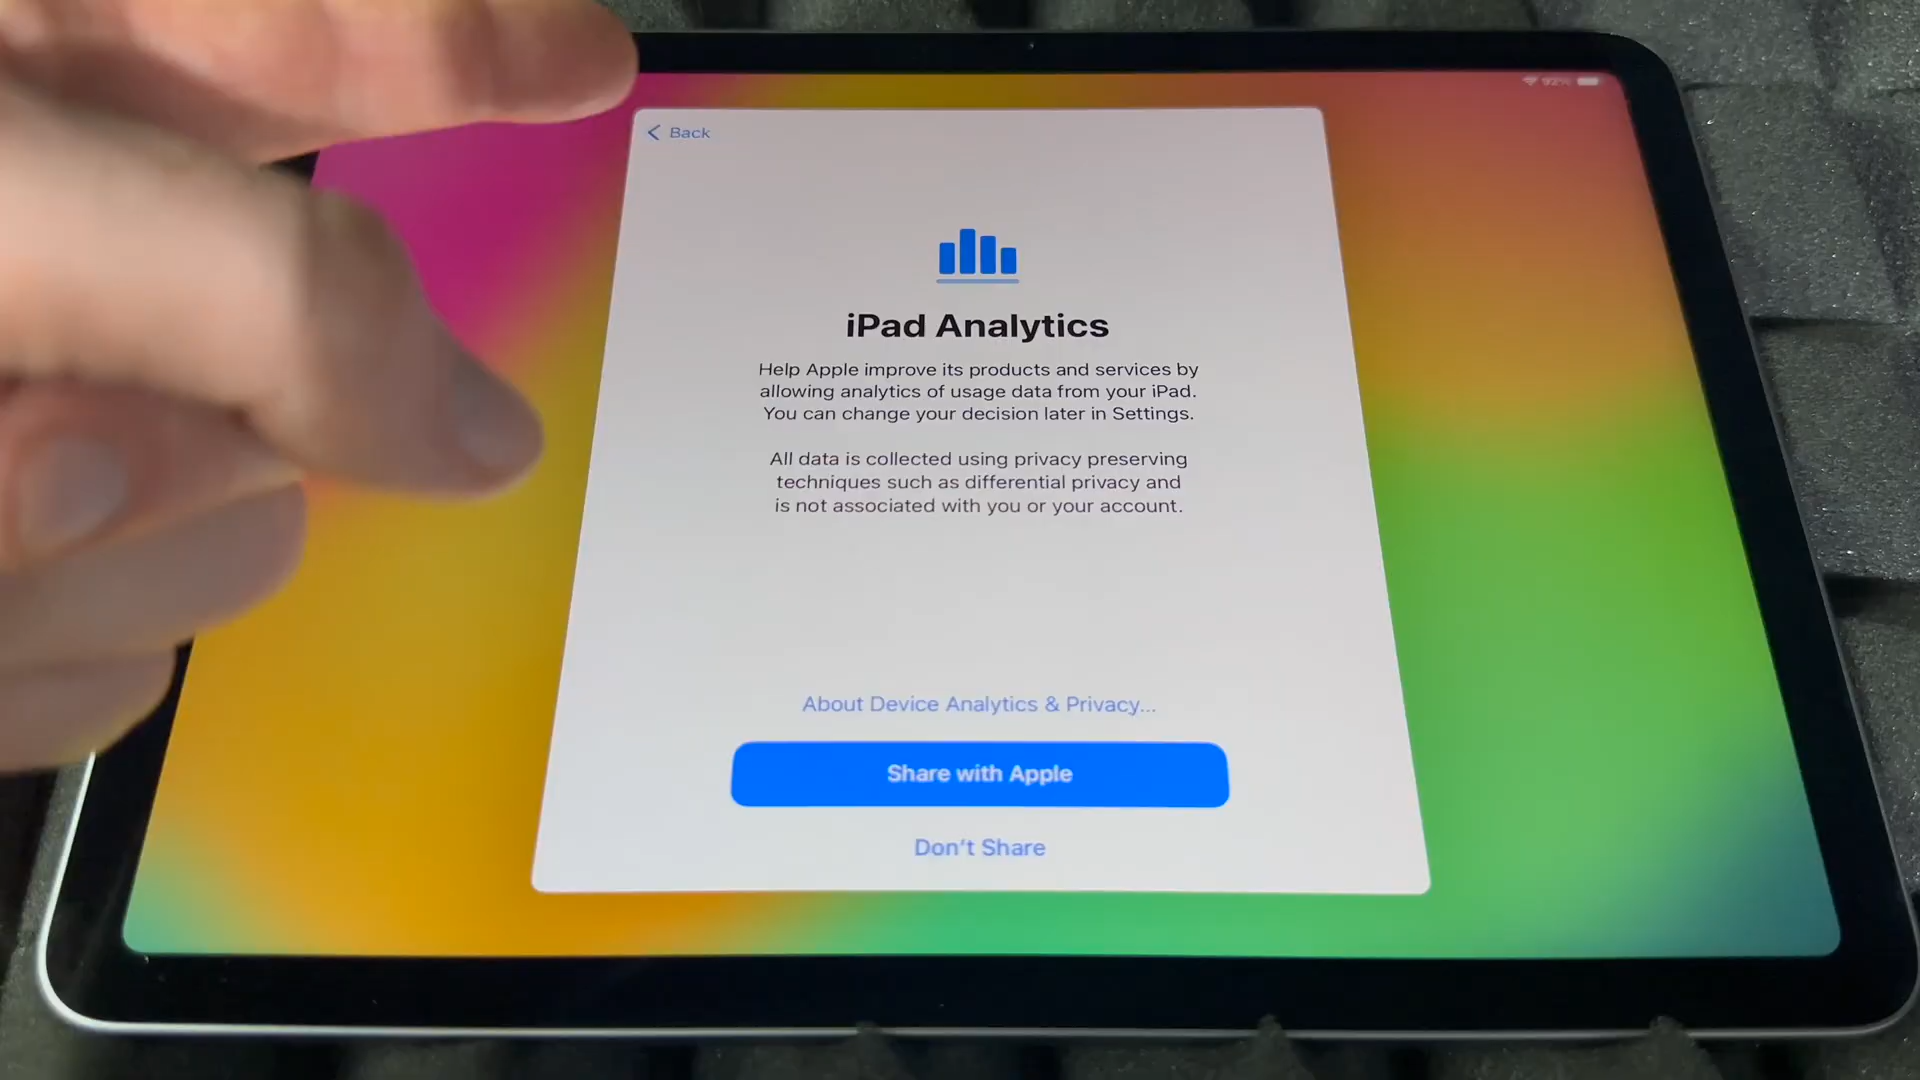 92%
Back
iPad Analytics
Help Apple improve its products and services by
allowing analytics of usage data from your iPad.
You can change your decision later in Settings.
All data is collected using privacy preserving
techniques such as differential privacy and
is not associated with you or your account.
About Device Analytics & Privacy...
Share with Apple
Don't Share